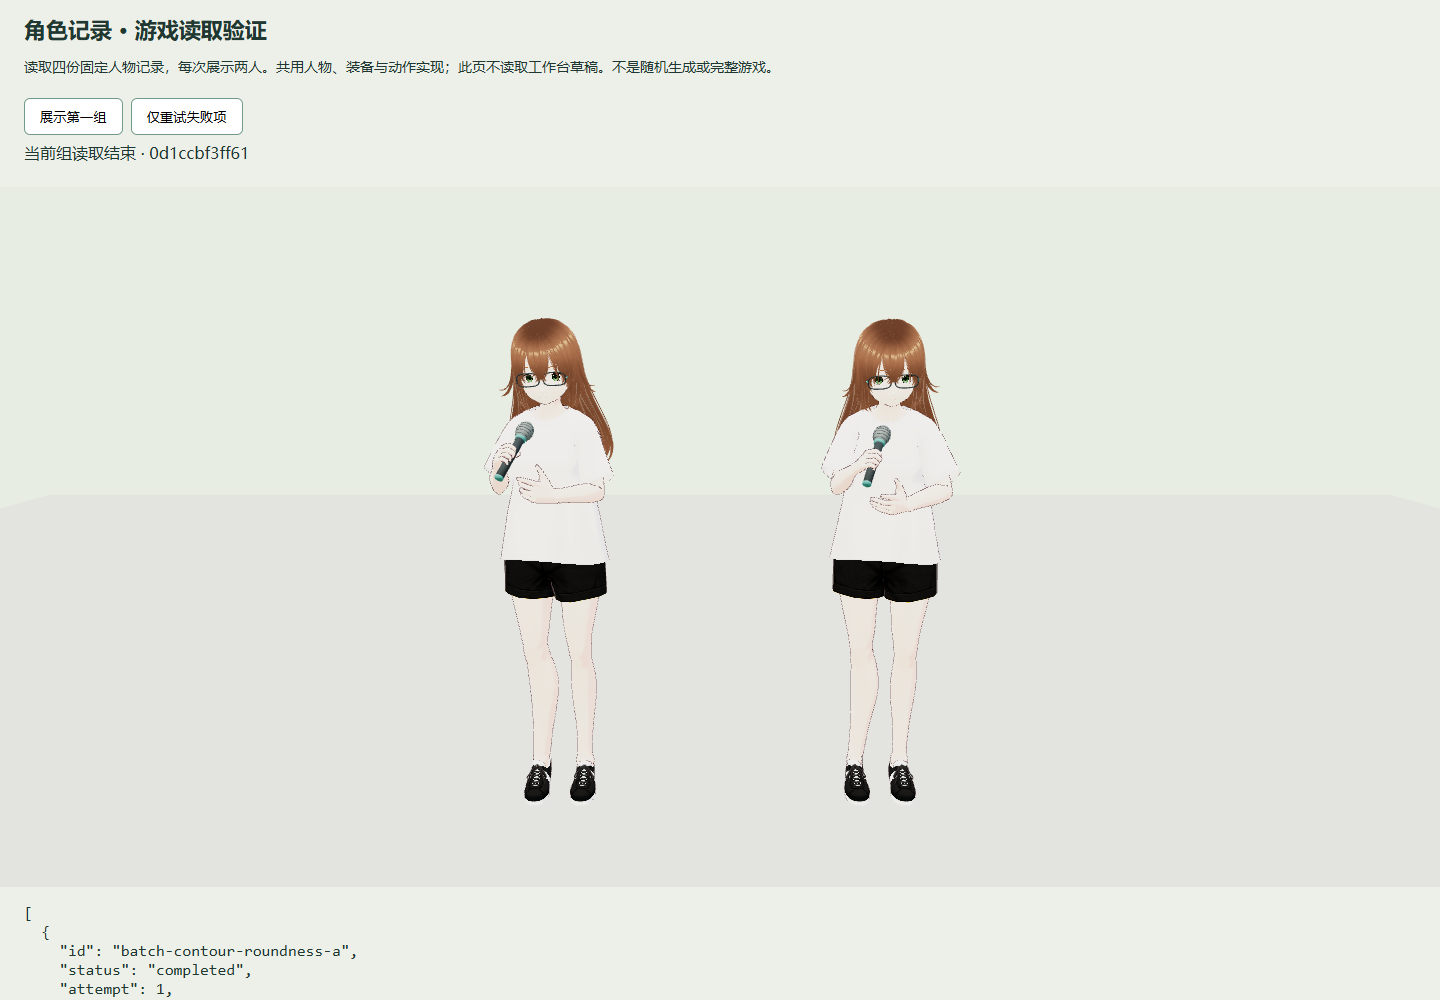 角色记录 • 游戏读取验证
读取四份固定人物记录，每次展示两人。共用人物、装备与动作实现；此页不读取工作台草稿。不是随机生成或完整游戏。
展示第一组 仅重试失败项
当前组读取结束 · 0d1ccbf3ff61
[
{
"id": "batch-contour-roundness-a",
"status": "completed",
"attempt": 1,